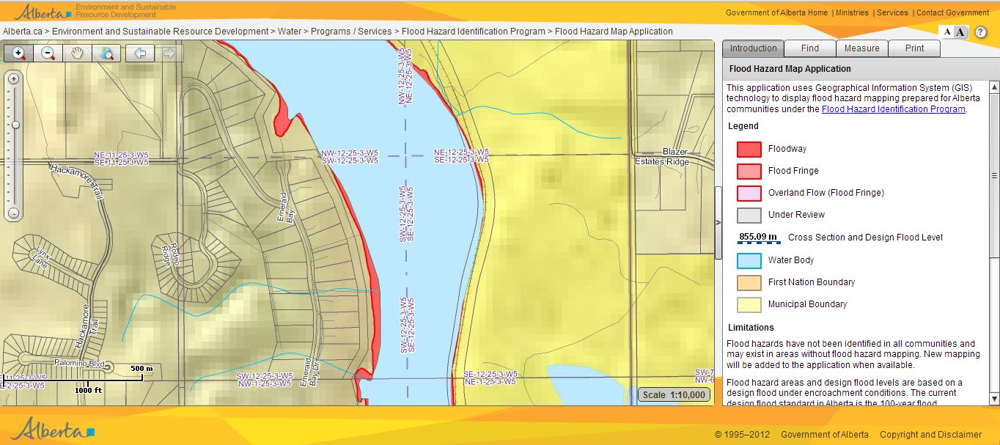 Alberta
Environment and Sustainable
Resource Development
Government of Alberta Home | Ministries | Services | Contact Government
Alberta.ca > Environment and Sustainable Resource Development > Water > Programs / Services > Flood Hazard Identification Program > Flood Hazard Map Application
A A ?
Introduction Find Measure Print
Flood Hazard Map Application
This application uses Geographical Information System (GIS)
technology to display flood hazard mapping prepared for Alberta
communities under the Flood Hazard Identification Program.
Legend
Floodway
Flood Fringe
Overland Flow (Flood Fringe)
Under Review
855.09 m Cross Section and Design Flood Level
Water Body
First Nation Boundary
Municipal Boundary
Limitations
Flood hazards have not been identified in all communities and
may exist in areas without flood hazard mapping. New mapping
will be added to the application when available.
Flood hazard areas and design flood levels are based on a
design flood under encroachment conditions. The current
design flood standard in Alberta is the 100-year flood,
NW-12-25-3-W5
NE-12-25-3-W5
NE-11-25-3-W5
SE-11-25-3-W5
NW-12-25-3-W5
SW-12-25-3-W5
NE-12-25-3-W5
SE-12-25-3-W5
Blazer
Estates Ridge
Hackamore Trail
Emerald
Bay
SW-12-25-3-W5
SE-12-25-3-W5
>
Lynx
Lane
Rodeo
Ridge
Hackamore
Trail
SW-12-25-3-W5
SE-12-25-3-W5
Palomino Blvd
Emerald
Bay Dr
500 m
1000 ft
11-25-3-W5
2-25-3-W5
SW-12-25-3-W5
NW-1-25-3-W5
SE-12-25-3-W5
NE-1-25-3-W5
SW-7
NW-6
Scale 1:10,000
Alberta
© 1995–2012 Government of Alberta Copyright and Disclaimer